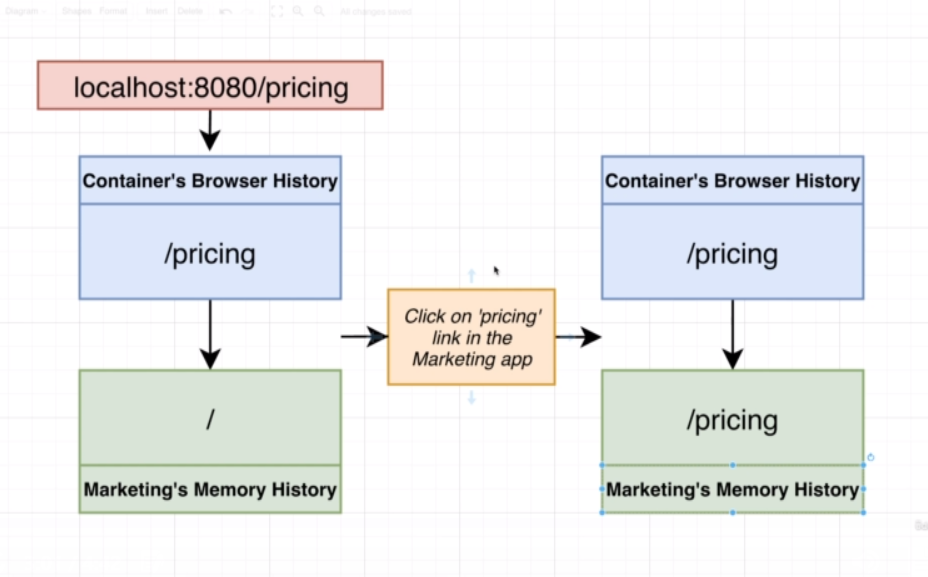 Diagram Shapes Format Insert Delete All changes saved
localhost:8080/pricing
Container's Browser History
/pricing
/
Marketing's Memory History
Click on 'pricing'
link in the
Marketing app
Container's Browser History
/pricing
/pricing
Marketing's Memory History